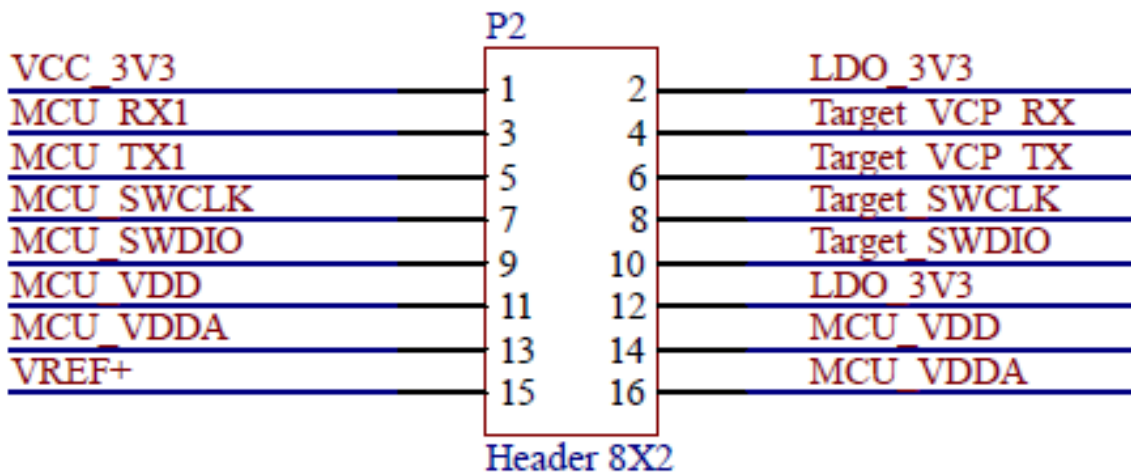 P2
VCC_3V3 1 2 LDO_3V3
MCU_RX1 3 4 Target_VCP_RX
MCU_TX1 5 6 Target_VCP_TX
MCU_SWCLK 7 8 Target_SWCLK
MCU_SWDIO 9 10 Target_SWDIO
MCU_VDD 11 12 LDO_3V3
MCU_VDDA 13 14 MCU_VDD
VREF+ 15 16 MCU_VDDA
Header 8X2